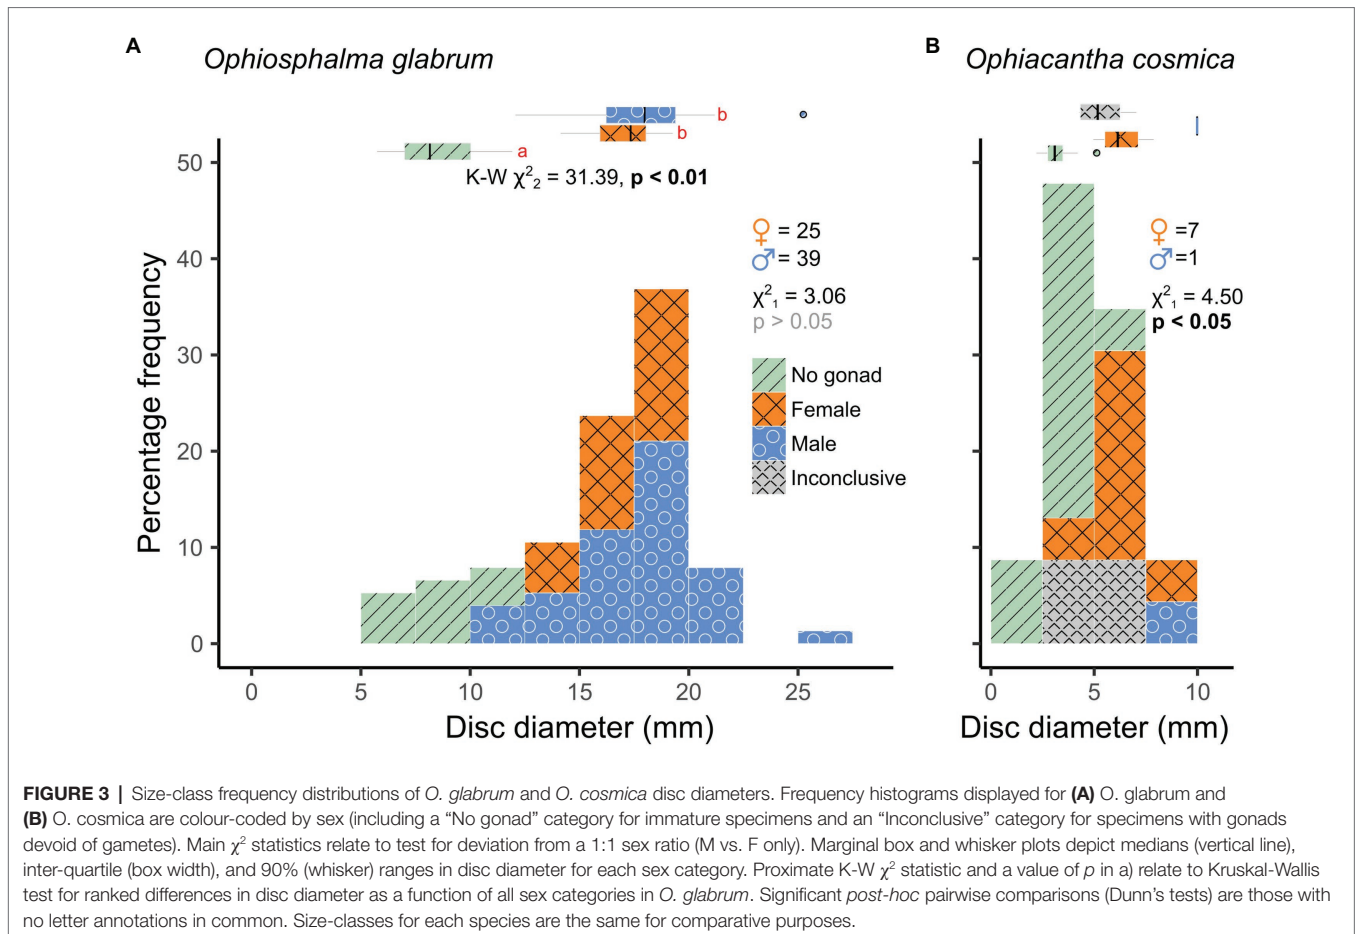 A
Ophiosphalma glabrum
b
b
a
K-W χ²₂ = 31.39, p < 0.01
♀ = 25
♂ = 39
χ²₁ = 3.06
p > 0.05
No gonad
Female
Male
Inconclusive
Percentage frequency
50
40
30
20
10
0
0 5 10 15 20 25
Disc diameter (mm)
B
Ophiacantha cosmica
♀ =7
♂ =1
χ²₁ = 4.50
p < 0.05
0 5 10
Disc diameter (mm)
FIGURE 3 | Size-class frequency distributions of O. glabrum and O. cosmica disc diameters. Frequency histograms displayed for (A) O. glabrum and
(B) O. cosmica are colour-coded by sex (including a “No gonad” category for immature specimens and an “Inconclusive” category for specimens with gonads
devoid of gametes). Main χ² statistics relate to test for deviation from a 1:1 sex ratio (M vs. F only). Marginal box and whisker plots depict medians (vertical line),
inter-quartile (box width), and 90% (whisker) ranges in disc diameter for each sex category. Proximate K-W χ² statistic and a value of p in a) relate to Kruskal-Wallis
test for ranked differences in disc diameter as a function of all sex categories in O. glabrum. Significant post-hoc pairwise comparisons (Dunn’s tests) are those with
no letter annotations in common. Size-classes for each species are the same for comparative purposes.